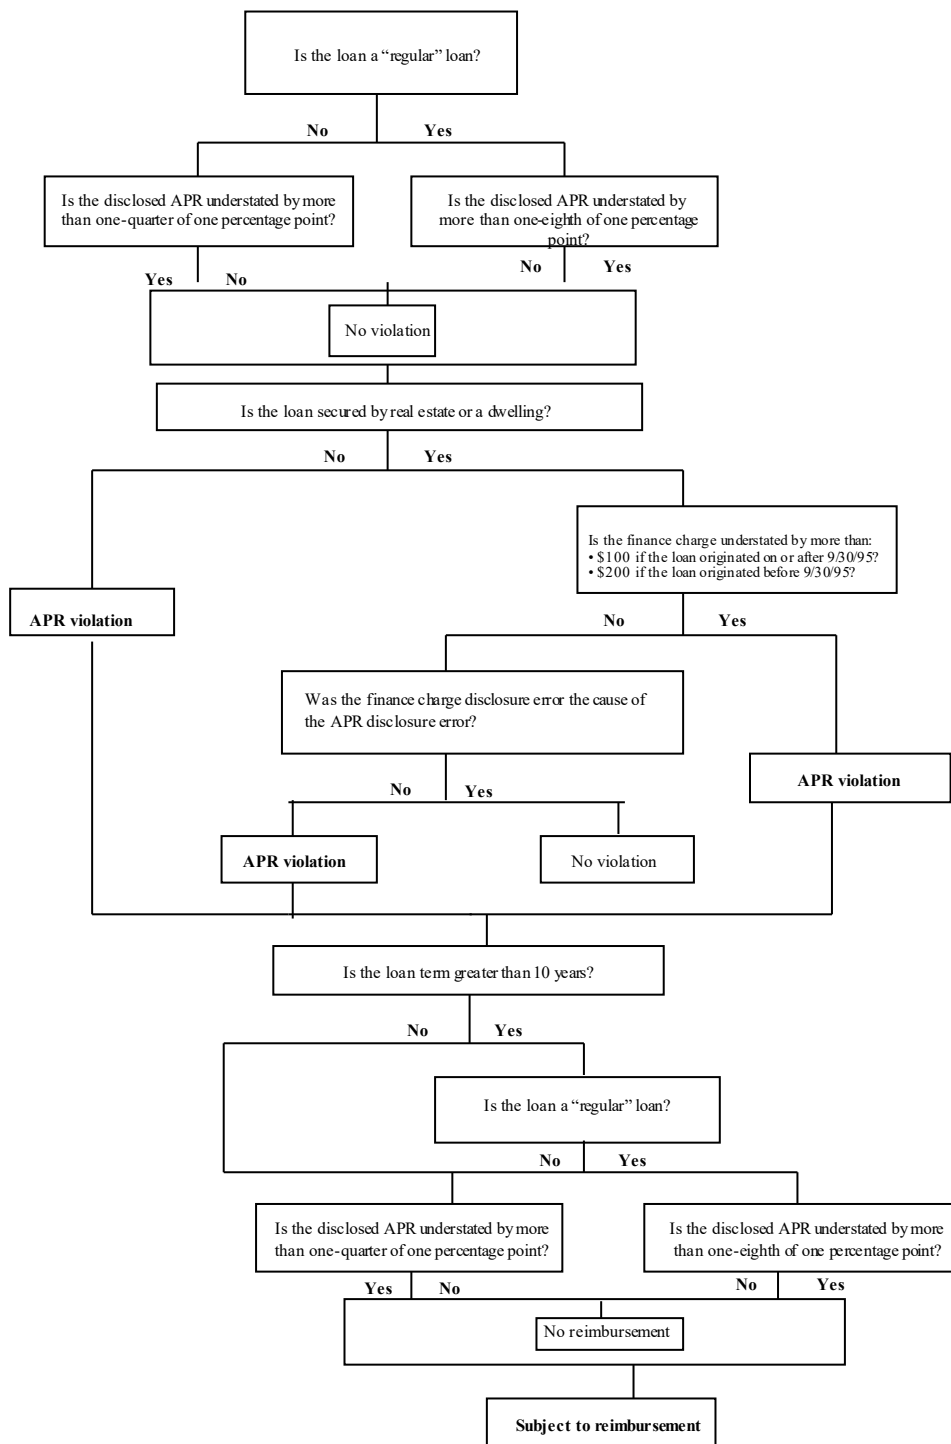 Is the loan a “regular” loan?
No Yes
Is the disclosed APR understated by more
than one-quarter of one percentage point?
Is the disclosed APR understated by
more than one-eighth of one percentage
point?
No Yes
Yes No
No violation
Is the loan secured by real estate or a dwelling?
No Yes
Is the finance charge understated by more than:
• $100 if the loan originated on or after 9/30/95?
• $200 if the loan originated before 9/30/95?
APR violation
No Yes
Was the finance charge disclosure error the cause of
the APR disclosure error?
APR violation
No Yes
APR violation
No violation
Is the loan term greater than 10 years?
No Yes
Is the loan a “regular” loan?
No Yes
Is the disclosed APR understated by more
than one-quarter of one percentage point?
Is the disclosed APR understated by more
than one-eighth of one percentage point?
Yes No
No Yes
No reimbursement
Subject to reimbursement